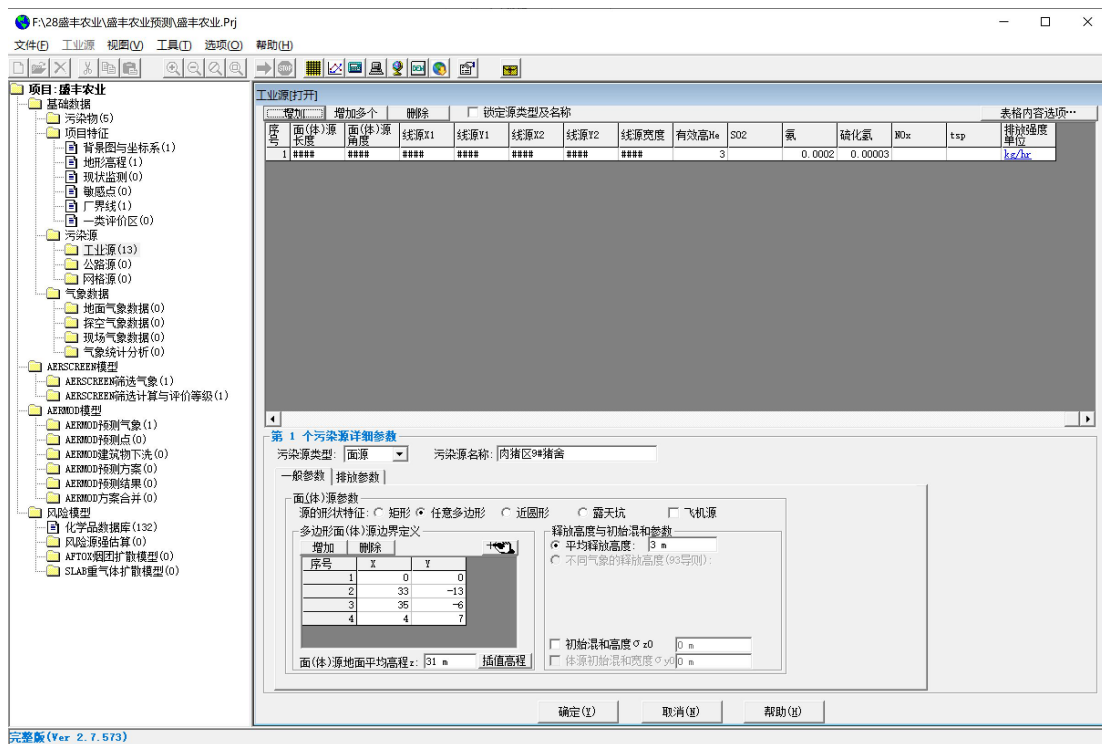 F:\28盛丰农业\盛丰农业预测\盛丰农业.Prj
文件(F) 工业源 视图(V) 工具(T) 选项(O) 帮助(H)
项目:盛丰农业
基础数据
污染物(5)
项目特征
背景图与坐标系(1)
地形高程(1)
现状监测(0)
敏感点(0)
厂界线(1)
一类评价区(0)
污染源
工业源(13)
公路源(0)
网格源(0)
气象数据
地面气象数据(0)
探空气象数据(0)
现场气象数据(0)
气象统计分析(0)
AERSCREEN模型
AERSCREEN筛选气象(1)
AERSCREEN筛选计算与评价等级(1)
AERMOD模型
AERMOD预测气象(1)
AERMOD预测点(0)
AERMOD建筑物下洗(0)
AERMOD预测方案(0)
AERMOD预测结果(0)
AERMOD方案合并(0)
风险模型
化学品数据库(132)
风险源强估算(0)
AFTOX烟团扩散模型(0)
SLAB重气体扩散模型(0)
工业源[打开]
增加 增加多个 删除 锁定源类型及名称 表格内容选项…
序号 面(体)源长度 面(体)源角度 线源X1 线源Y1 线源X2 线源Y2 线源宽度 有效高He SO2 氨 硫化氢 NOx tsp 排放强度单位
1 #### #### #### #### #### #### #### 3 0.0002 0.00003 kg/hr
第 1 个污染源详细参数
污染源类型: 面源 污染源名称: 肉猪区9#猪舍
一般参数 排放参数
面(体)源参数
源的形状特征: 矩形 任意多边形 近圆形 露天坑 飞机源
多边形面(体)源边界定义
增加 删除
序号 X Y
1 0 0
2 33 -13
3 35 -6
4 4 7
面(体)源地面平均高程z: 31 m 插值高程
释放高度与初始混和参数
平均释放高度: 3 m
不同气象的释放高度(93导则):
初始混和高度σz0 0 m
体源初始混和宽度σy0 0 m
确定(Y) 取消(N) 帮助(H)
完整版(Ver 2.7.573)